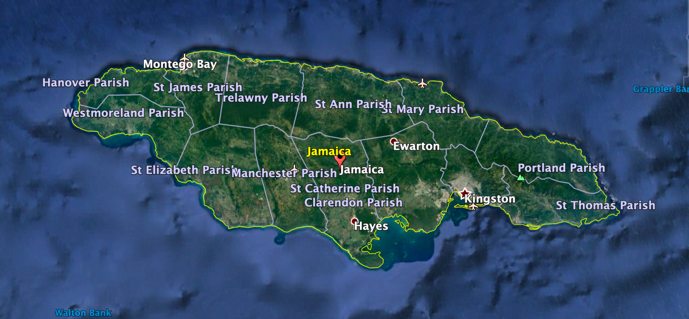 Montego Bay
Hanover Parish
St James Parish
Grappler Ban
Trelawny Parish
St Ann Parish
St Mary Parish
Westmoreland Parish
Ewarton
Jamaica
St Elizabeth Parish
Manchester Parish
Jamaica
Portland Parish
St Catherine Parish
Kingston
Clarendon Parish
St Thomas Parish
Hayes
Walton Bank